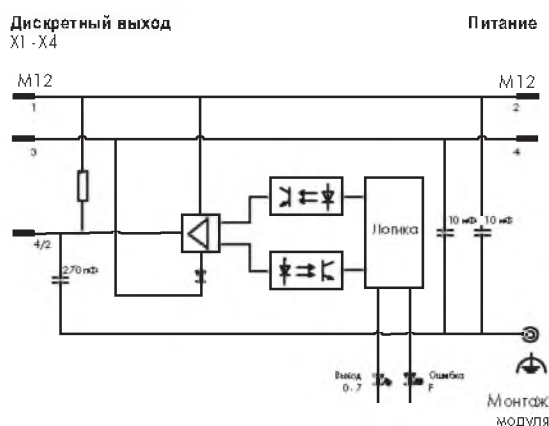 Дискретный выход
X1 - X4
Питание
M12
M12
1
2
3
4
10 нФ
10 нФ
Логика
4/2
270 пФ
Выход
0 - 7
Ошибка
F
Монтаж
модуля